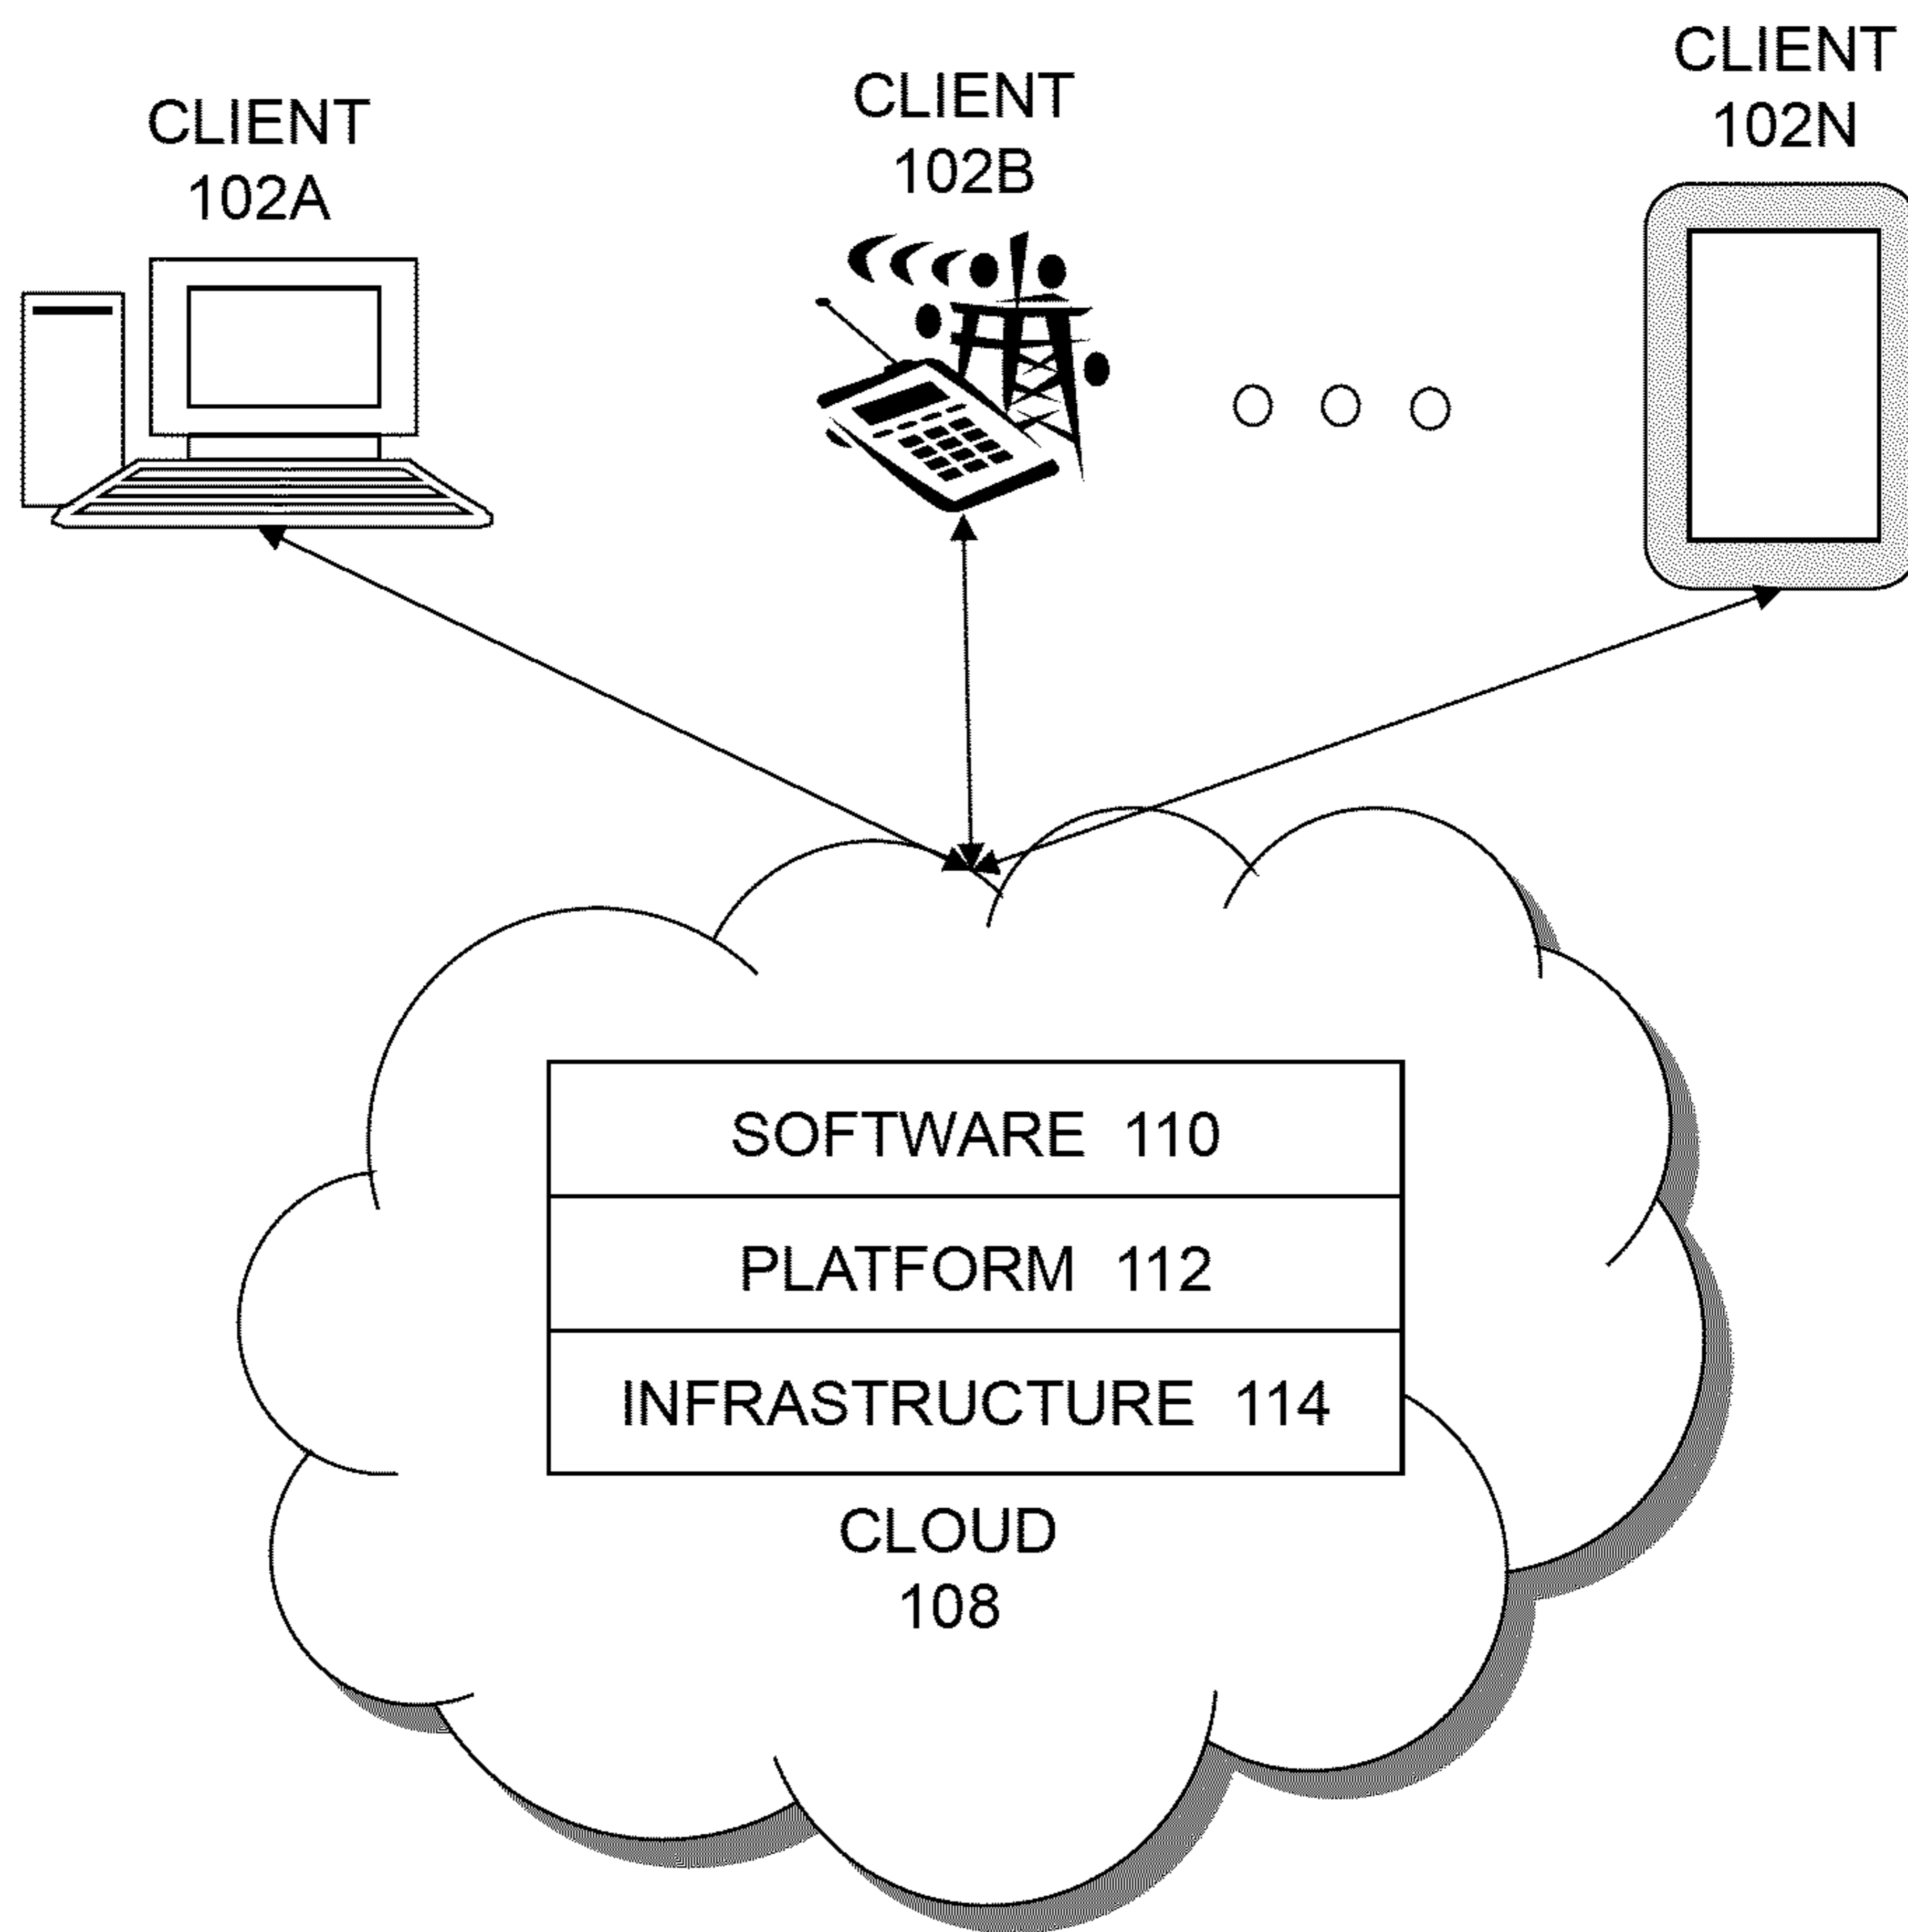 CLIENT
102A
CLIENT
102B
CLIENT
102N
SOFTWARE 110
PLATFORM 112
INFRASTRUCTURE 114
CLOUD
108